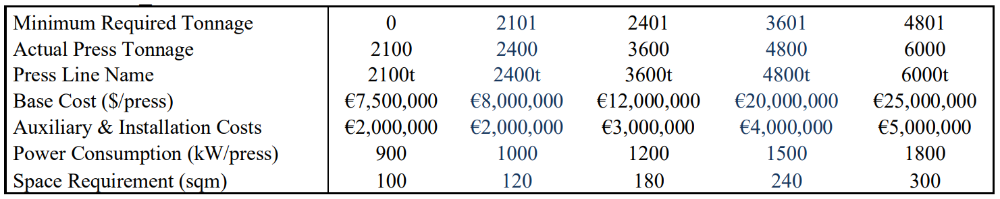 Minimum Required Tonnage 0 2101 2401 3601 4801
Actual Press Tonnage 2100 2400 3600 4800 6000
Press Line Name 2100t 2400t 3600t 4800t 6000t
Base Cost ($/press) €7,500,000 €8,000,000 €12,000,000 €20,000,000 €25,000,000
Auxiliary & Installation Costs €2,000,000 €2,000,000 €3,000,000 €4,000,000 €5,000,000
Power Consumption (kW/press) 900 1000 1200 1500 1800
Space Requirement (sqm) 100 120 180 240 300